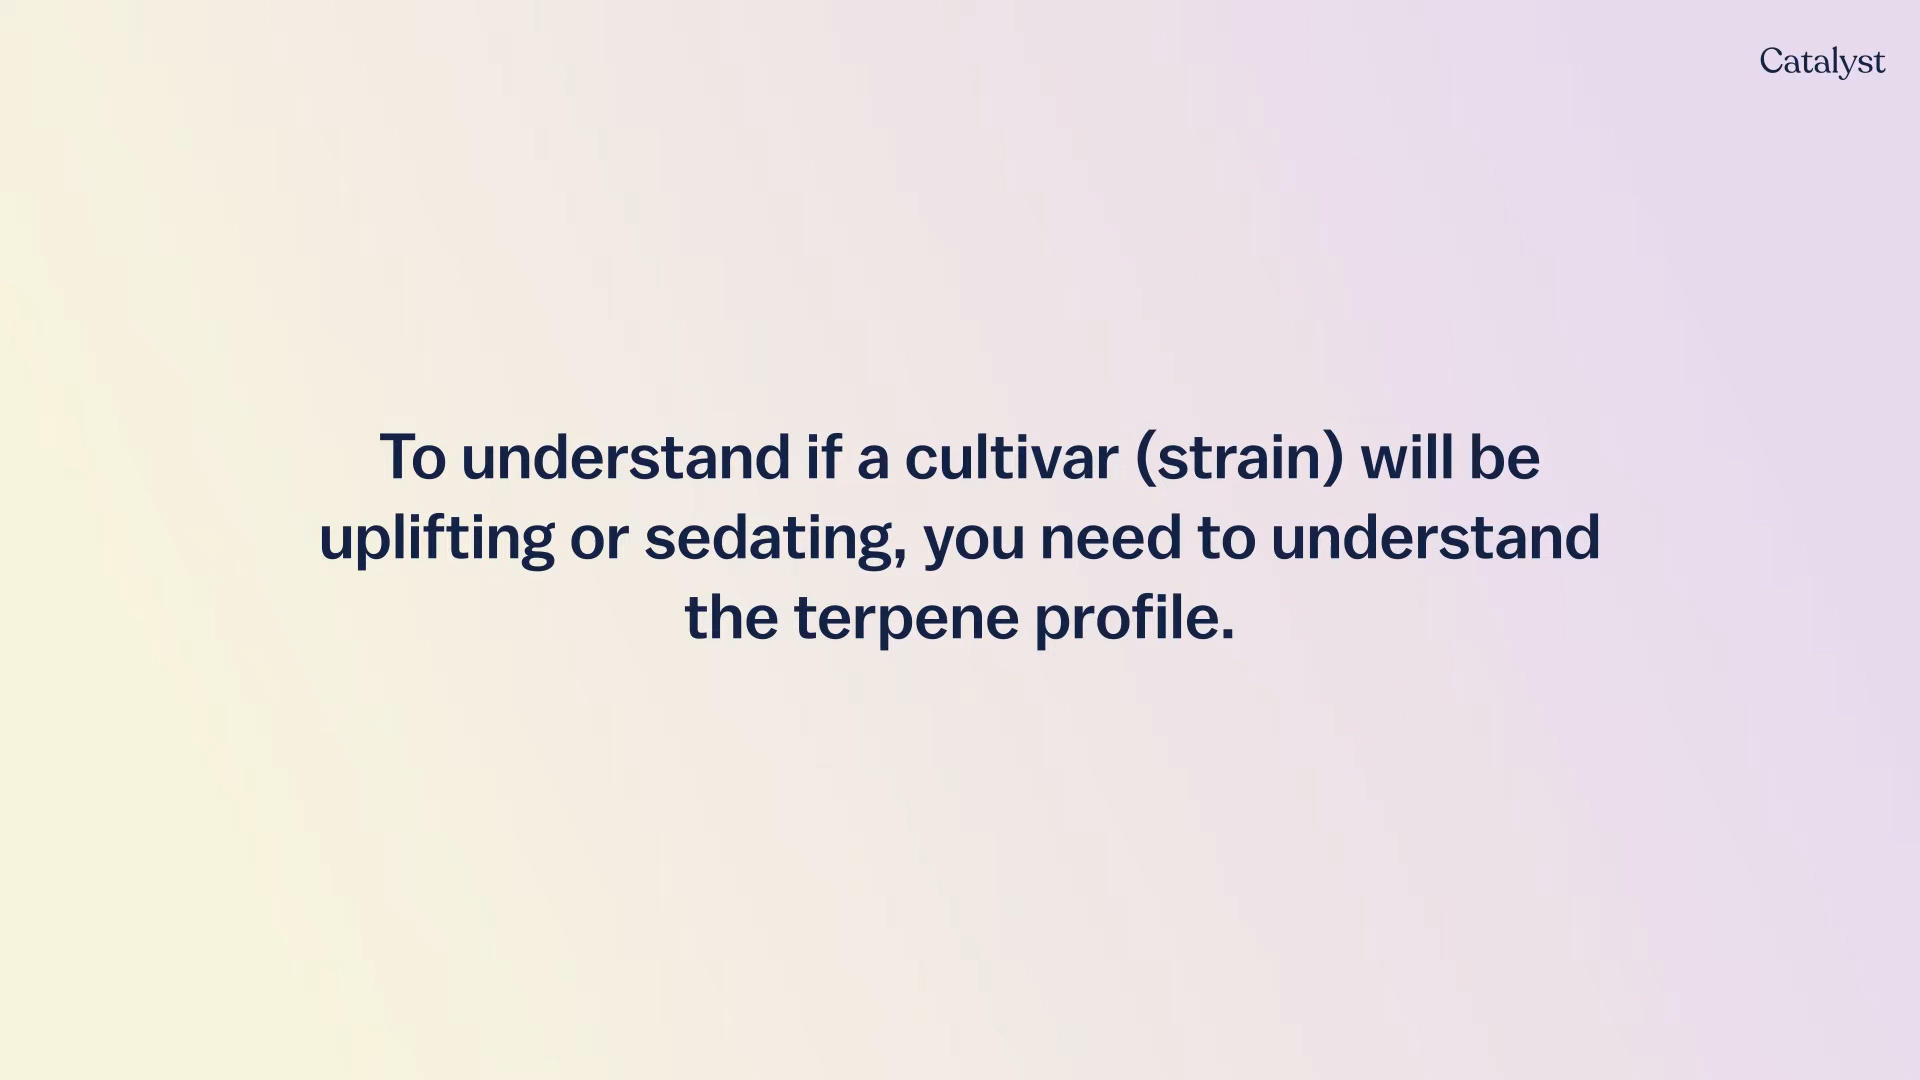 Catalyst
To understand if a cultivar (strain) will be
uplifting or sedating, you need to understand
the terpene profile.